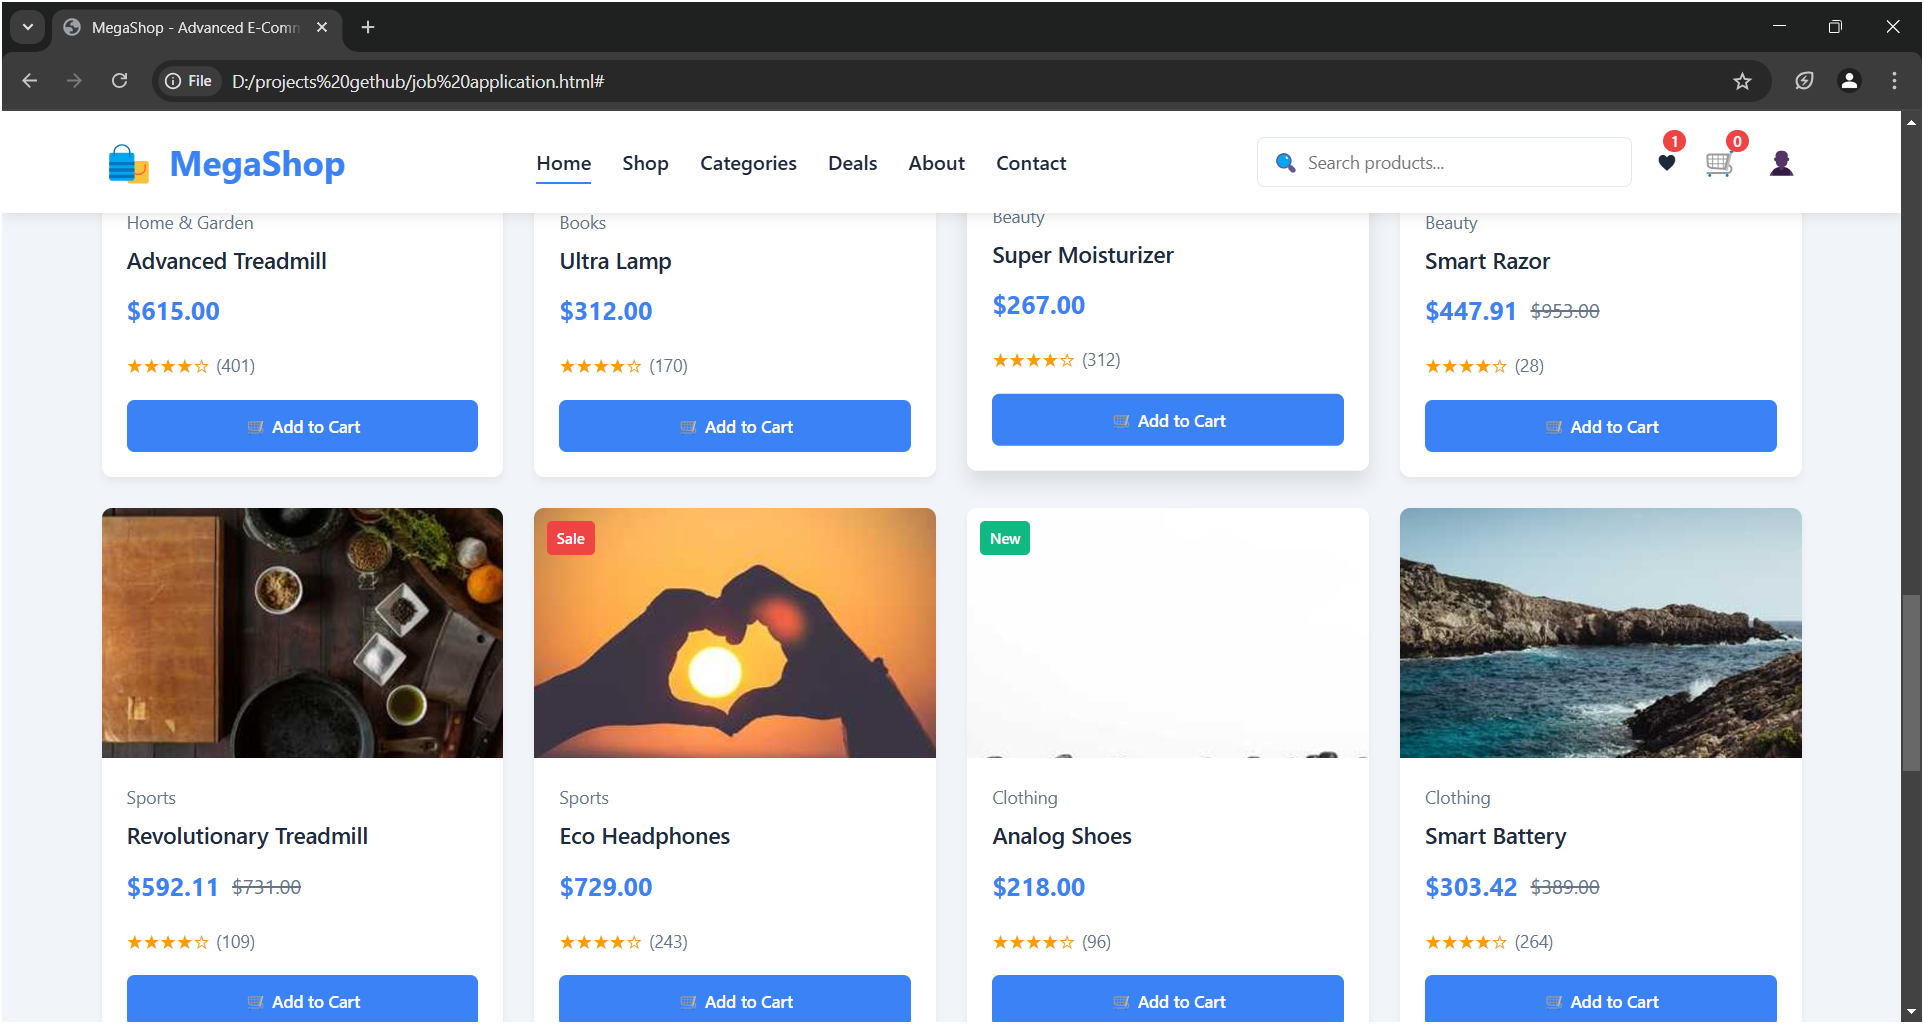 MegaShop - Advanced E-Com
File D:/projects%20gethub/job%20application.html#
MegaShop
Home Shop Categories Deals About Contact
Search products...
1
0
Home & Garden
Advanced Treadmill
$615.00
★★★★☆ (401)
Add to Cart
Books
Ultra Lamp
$312.00
★★★★☆ (170)
Add to Cart
Beauty
Super Moisturizer
$267.00
★★★★☆ (312)
Add to Cart
Beauty
Smart Razor
$447.91 $953.00
★★★★☆ (28)
Add to Cart
Sports
Revolutionary Treadmill
$592.11 $731.00
★★★★☆ (109)
Add to Cart
Sale
Sports
Eco Headphones
$729.00
★★★★☆ (243)
Add to Cart
New
Clothing
Analog Shoes
$218.00
★★★★☆ (96)
Add to Cart
Clothing
Smart Battery
$303.42 $389.00
★★★★☆ (264)
Add to Cart